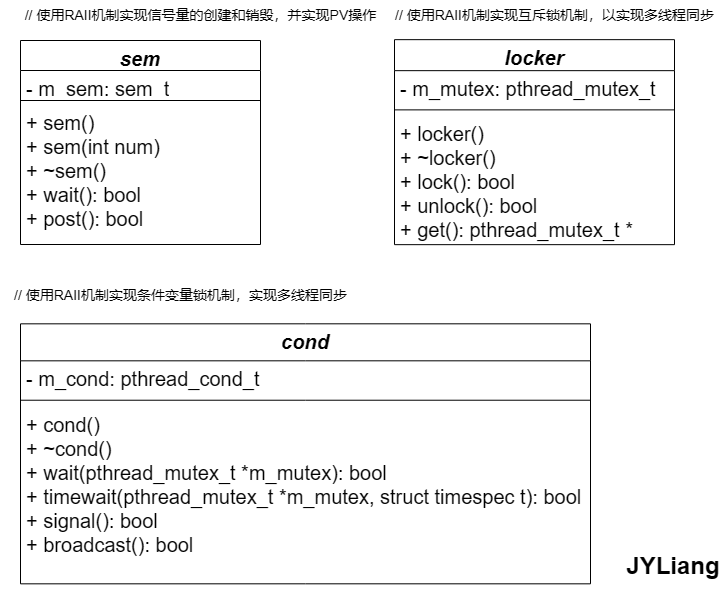 // 使用RAII机制实现信号量的创建和销毁，并实现PV操作
sem
- m_sem: sem_t
+ sem()
+ sem(int num)
+ ~sem()
+ wait(): bool
+ post(): bool
// 使用RAII机制实现互斥锁机制，以实现多线程同步
locker
- m_mutex: pthread_mutex_t
+ locker()
+ ~locker()
+ lock(): bool
+ unlock(): bool
+ get(): pthread_mutex_t *
// 使用RAII机制实现条件变量锁机制，实现多线程同步
cond
- m_cond: pthread_cond_t
+ cond()
+ ~cond()
+ wait(pthread_mutex_t *m_mutex): bool
+ timewait(pthread_mutex_t *m_mutex, struct timespec t): bool
+ signal(): bool
+ broadcast(): bool
JYLiang